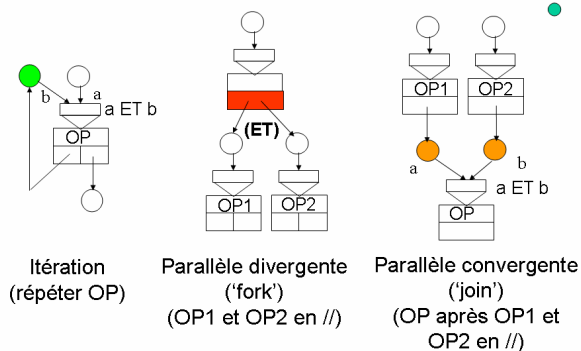 b
a
a ET b
OP
Itération
(répéter OP)
(ET)
OP1
OP2
Parallèle divergente
('fork')
(OP1 et OP2 en //)
OP1
OP2
a
b
a ET b
OP
Parallèle convergente
('join')
(OP après OP1 et
OP2 en //)